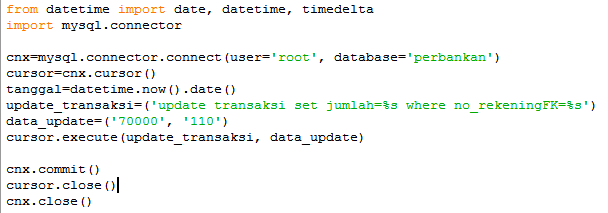 from datetime import date, datetime, timedelta
import mysql.connector
cnx=mysql.connector.connect(user='root', database='perbankan')
cursor=cnx.cursor()
tanggal=datetime.now().date()
update_transaksi=('update transaksi set jumlah=%s where no_rekeningFK=%s')
data_update=('70000', '110')
cursor.execute(update_transaksi, data_update)
cnx.commit()
cursor.close()
cnx.close()